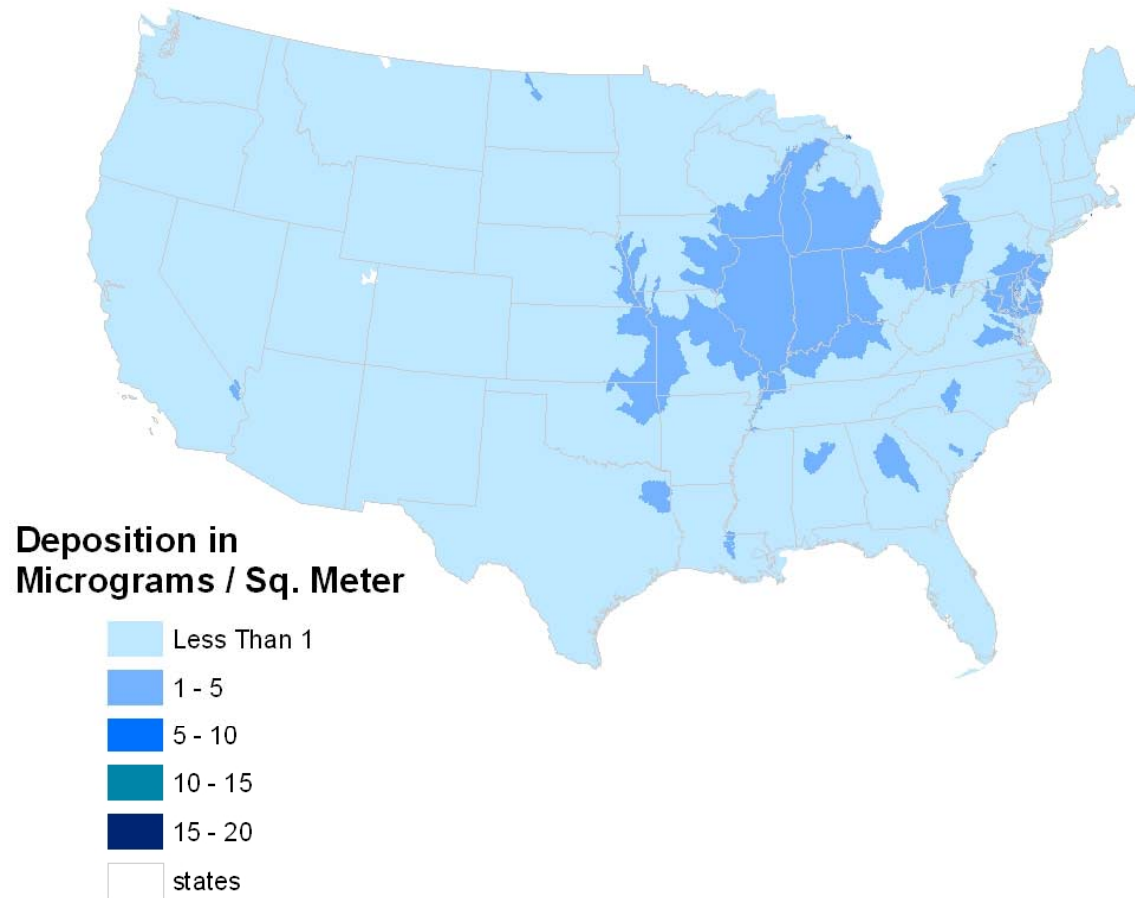 Deposition in
Micrograms / Sq. Meter
Less Than 1
1 - 5
5 - 10
10 - 15
15 - 20
states